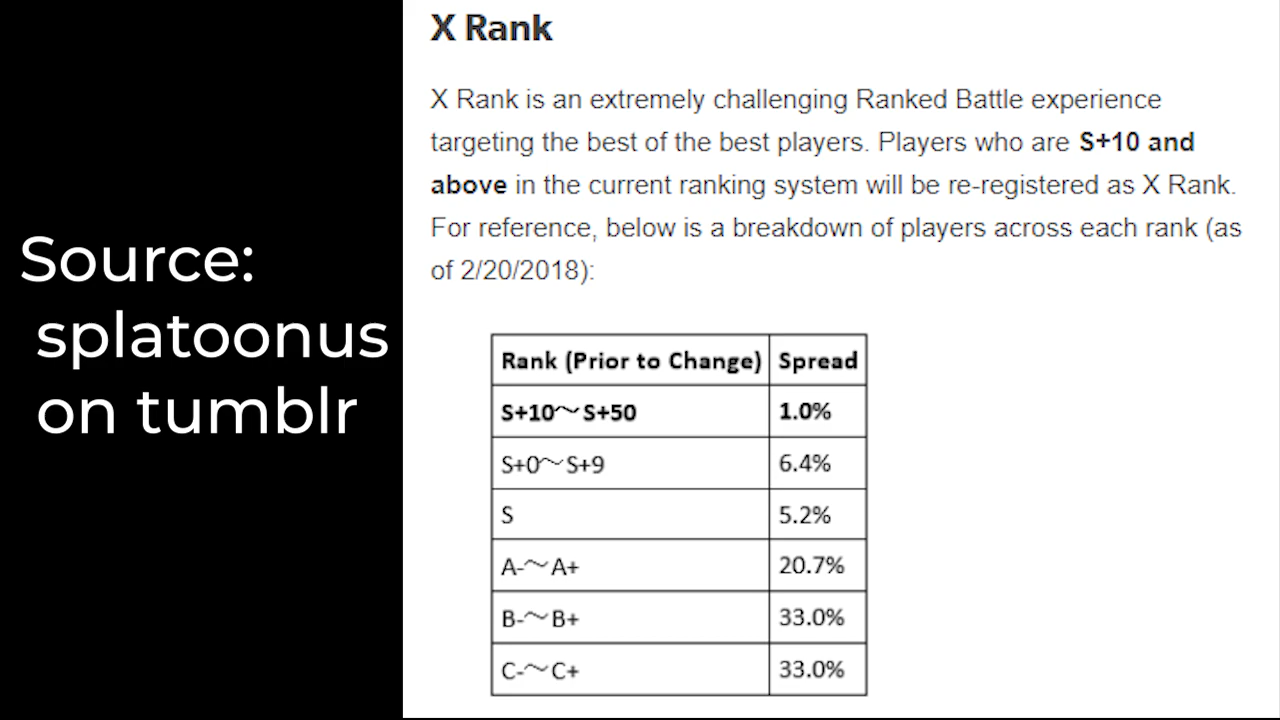 Source:
splatoonus
on tumblr
X Rank
X Rank is an extremely challenging Ranked Battle experience
targeting the best of the best players. Players who are S+10 and
above in the current ranking system will be re-registered as X Rank.
For reference, below is a breakdown of players across each rank (as
of 2/20/2018):
Rank (Prior to Change) Spread
S+10～S+50 1.0%
S+0～S+9 6.4%
S 5.2%
A-～A+ 20.7%
B-～B+ 33.0%
C-～C+ 33.0%